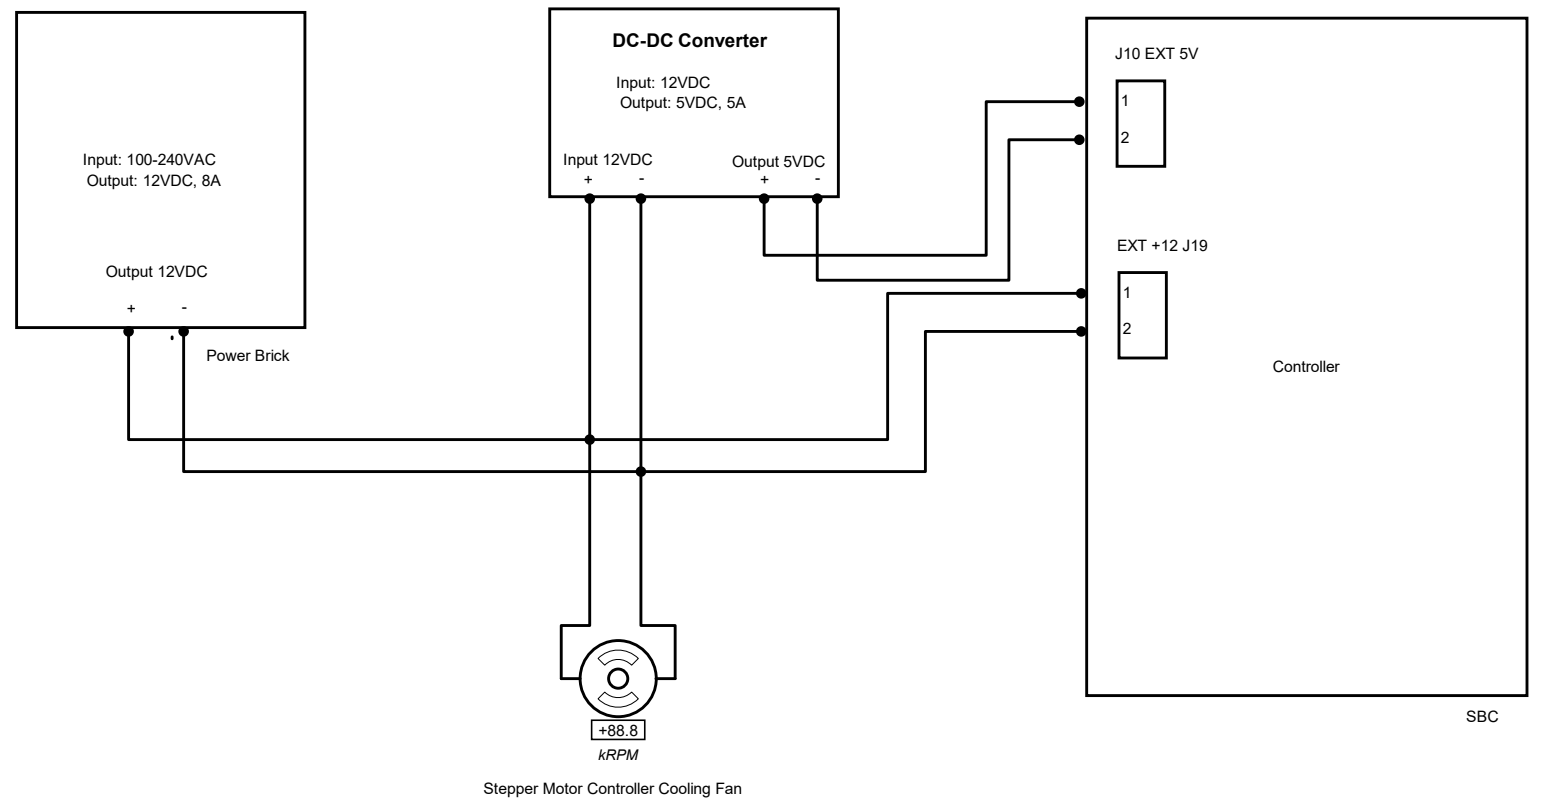 Input: 100-240VAC
Output: 12VDC, 8A
Output 12VDC
+ -
Power Brick
DC-DC Converter
Input: 12VDC
Output: 5VDC, 5A
Input 12VDC
+ -
Output 5VDC
+ -
J10 EXT 5V
1
2
EXT +12 J19
1
2
Controller
SBC
+88.8
kRPM
Stepper Motor Controller Cooling Fan